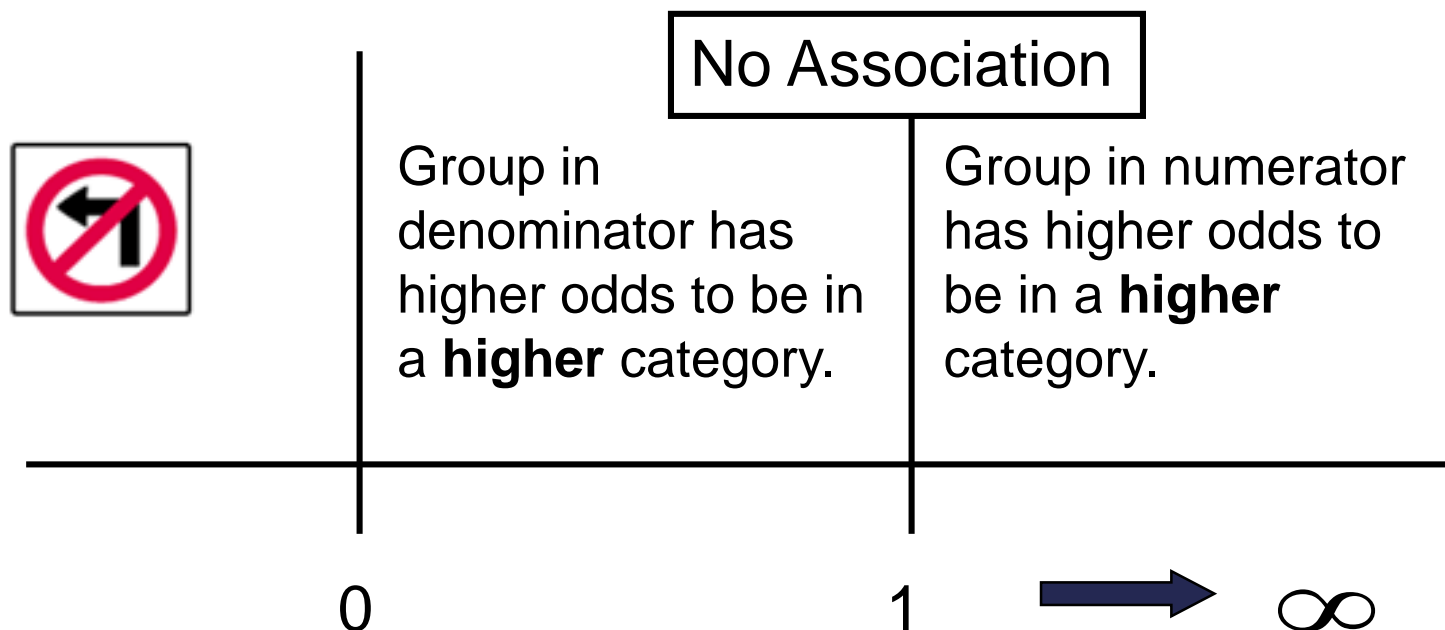 No Association
Group in
denominator has
higher odds to be in
a higher category.
Group in numerator
has higher odds to
be in a higher
category.
0
1
∞